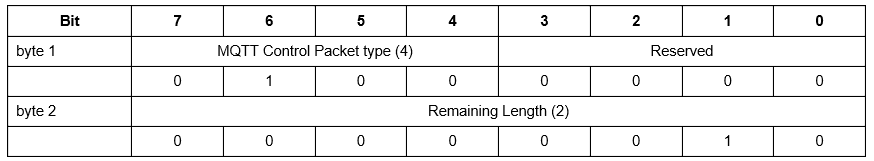 Bit 7 6 5 4 3 2 1 0
byte 1 MQTT Control Packet type (4) Reserved
0 1 0 0 0 0 0 0
byte 2 Remaining Length (2)
0 0 0 0 0 0 1 0